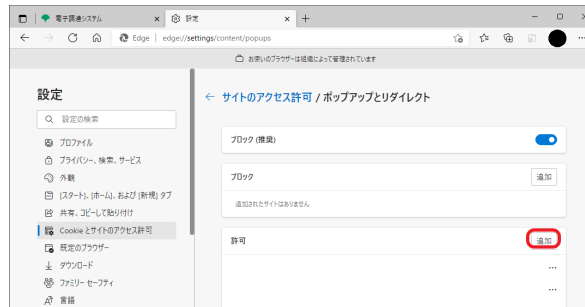 電子調達システム
設定
Edge | edge://settings/content/popups
お使いのブラウザーは組織によって管理されています
設定
サイトのアクセス許可 / ポップアップとリダイレクト
設定の検索
プロファイル
プライバシー、検索、サービス
外観
[スタート]、[ホーム]、および [新規] タブ
共有、コピーして貼り付け
Cookie とサイトのアクセス許可
既定のブラウザー
ダウンロード
ファミリー セーフティ
言語
ブロック (推奨)
ブロック
追加
追加されたサイトはありません
許可
追加